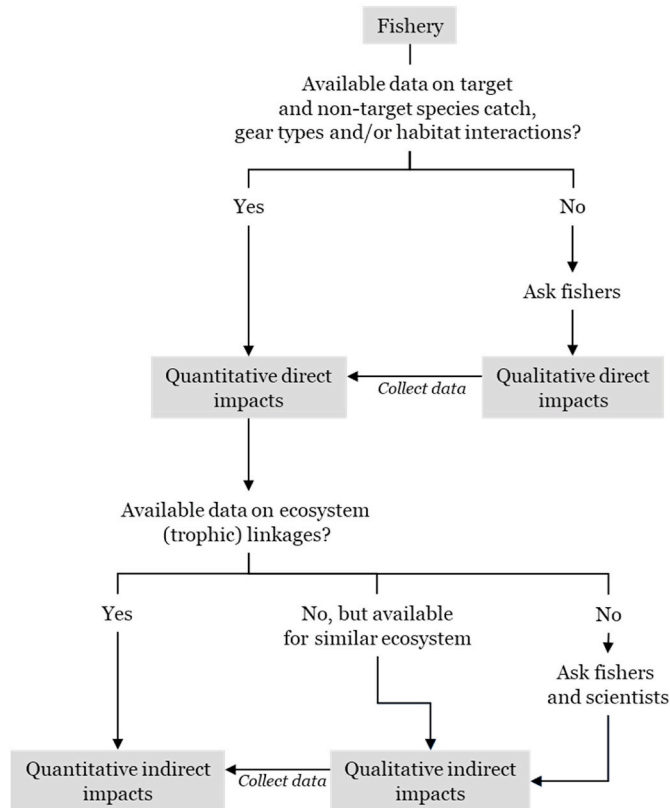 Fishery
Available data on target
and non-target species catch,
gear types and/or habitat interactions?
Yes
No
Ask fishers
Quantitative direct
impacts
Collect data
Qualitative direct
impacts
Available data on ecosystem
(trophic) linkages?
Yes
No, but available
for similar ecosystem
No
Ask fishers
and scientists
Quantitative indirect
impacts
Collect data
Qualitative indirect
impacts